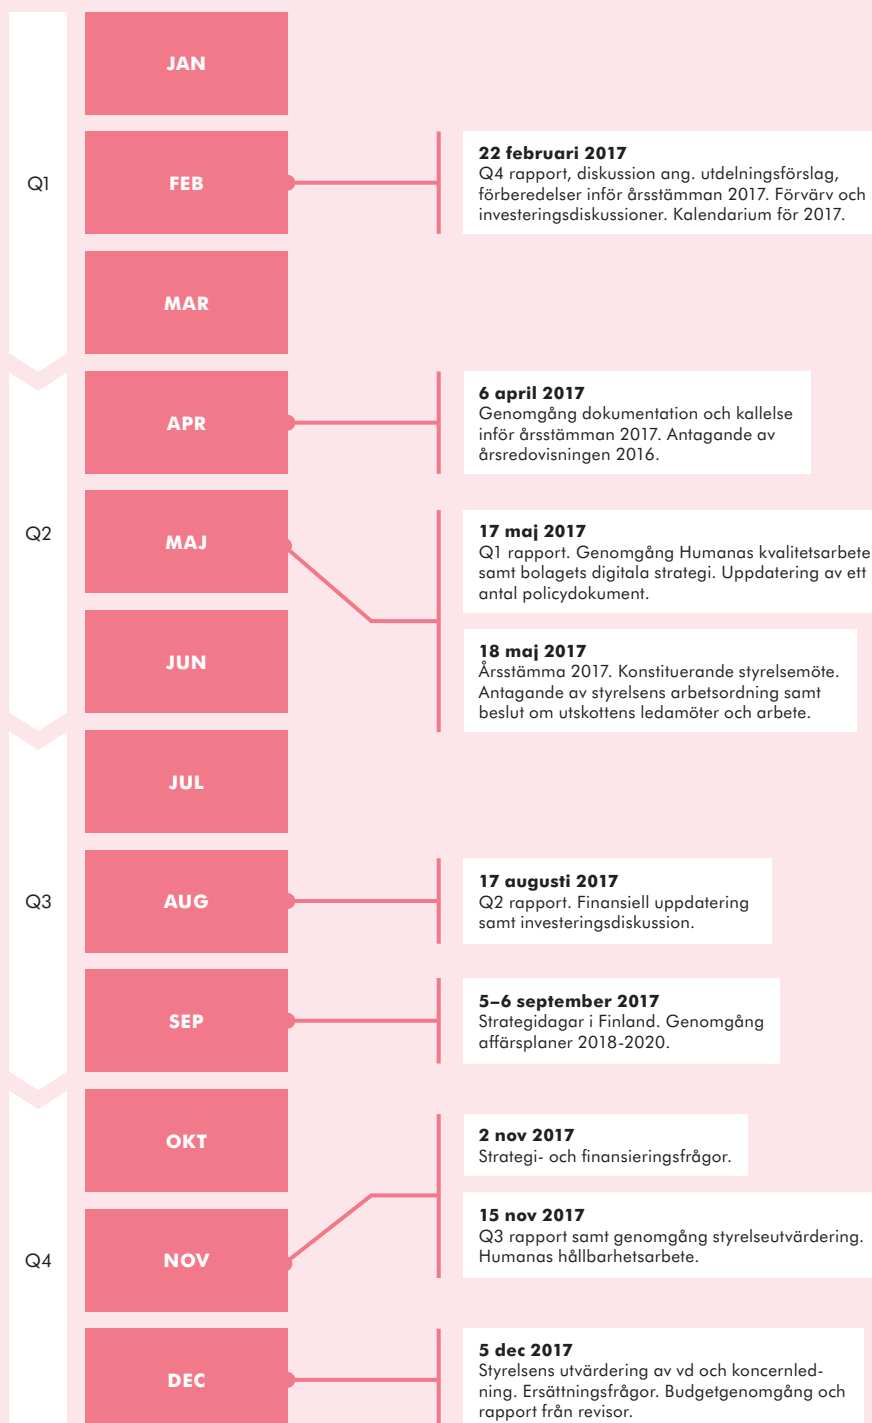 Q1
JAN
FEB
22 februari 2017
Q4 rapport, diskussion ang. utdelningsförslag,
förberedelser inför årsstämman 2017. Förvärv och
investeringsdiskussioner. Kalendarium för 2017.
MAR
Q2
APR
6 april 2017
Genomgång dokumentation och kallelse
inför årsstämman 2017. Antagande av
årsredovisningen 2016.
MAJ
17 maj 2017
Q1 rapport. Genomgång Humanas kvalitetsarbete
samt bolagets digitala strategi. Uppdatering av ett
antal policydokument.
18 maj 2017
Årsstämma 2017. Konstituerande styrelsemöte.
Antagande av styrelsens arbetsordning samt
beslut om utskottens ledamöter och arbete.
JUN
Q3
JUL
AUG
17 augusti 2017
Q2 rapport. Finansiell uppdatering
samt investeringsdiskussion.
SEP
5–6 september 2017
Strategidagar i Finland. Genomgång
affärsplaner 2018-2020.
Q4
OKT
2 nov 2017
Strategi- och finansieringsfrågor.
NOV
15 nov 2017
Q3 rapport samt genomgång styrelseutvärdering.
Humanas hållbarhetsarbete.
DEC
5 dec 2017
Styrelsens utvärdering av vd och koncernled-
ning. Ersättningsfrågor. Budgetgenomgång och
rapport från revisor.